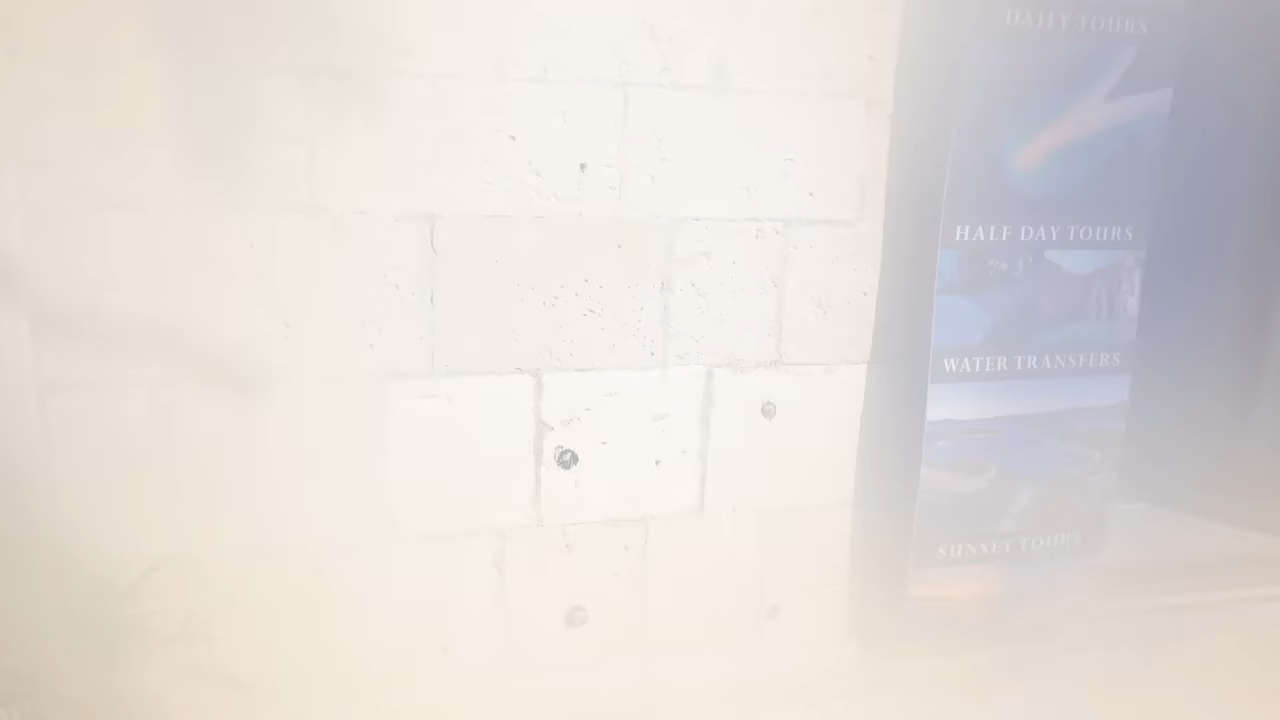 DAILY TOURS
HALF DAY TOURS
WATER TRANSFERS
SUNSET TOURS